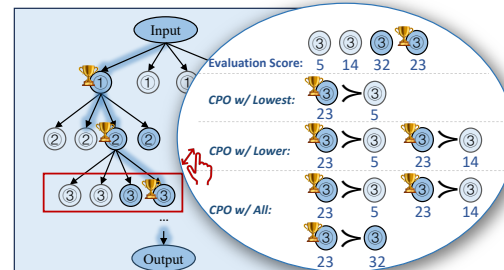 Input
① ① ①
② ② ② ②
③ ③ ③ ③
...
Output
③ ③ ③ ③
Evaluation Score: 5 14 32 23
CPO w/ Lowest: ③ ≻ ③
23 5
CPO w/ Lower: ③ ≻ ③ ③ ≻ ③
23 5 23 14
CPO w/ All: ③ ≻ ③ ③ ≻ ③
23 5 23 14
③ ≻ ③
23 32